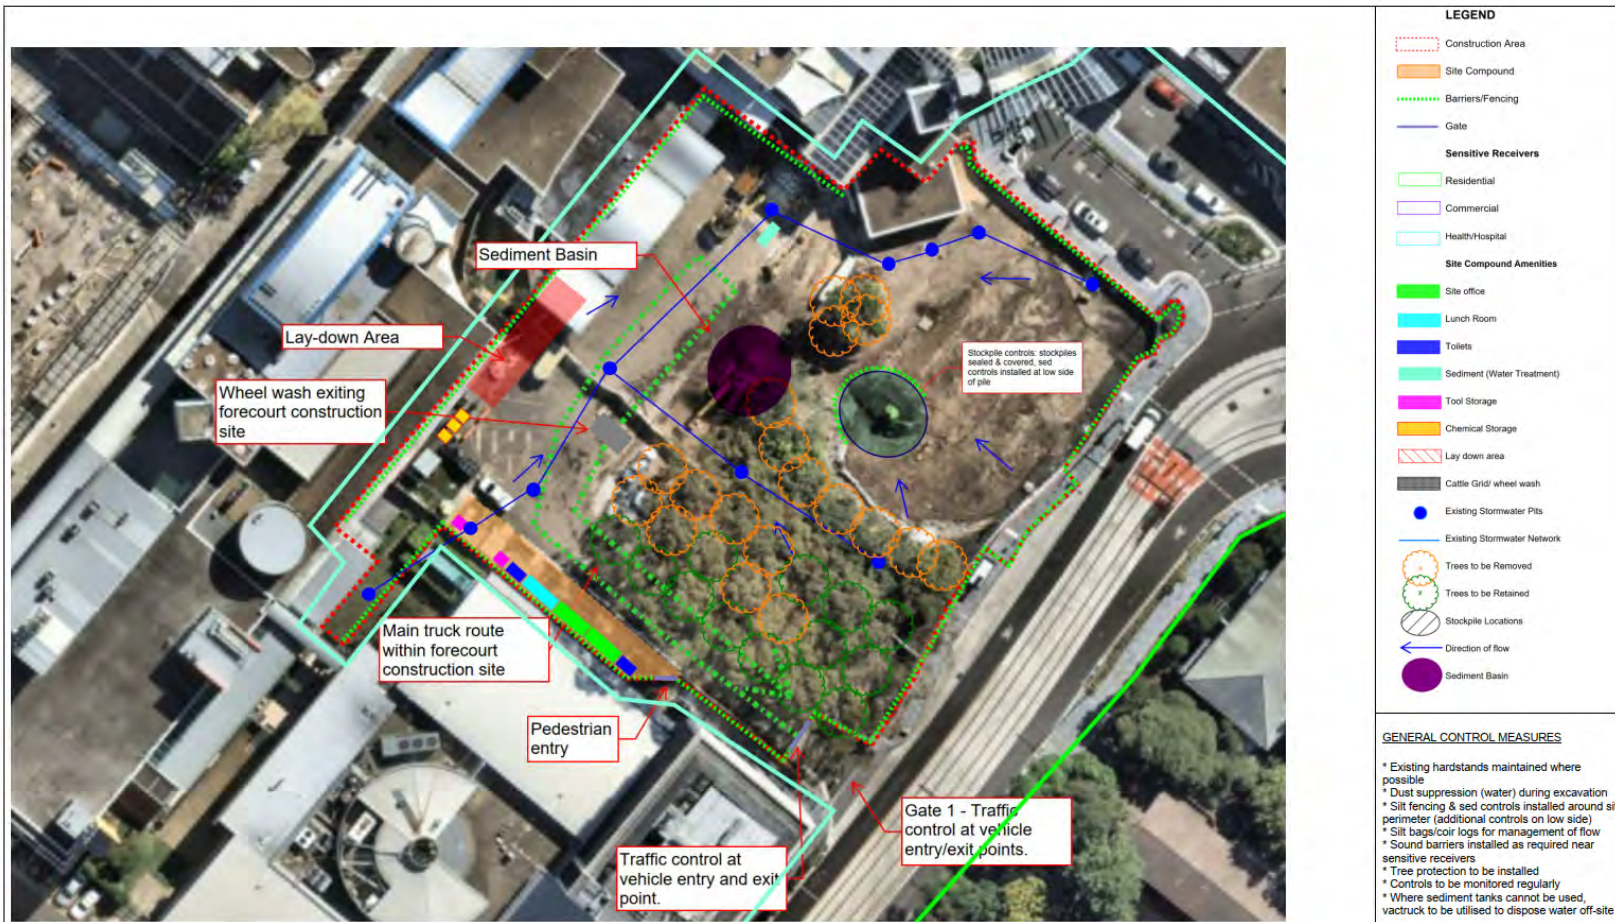 LEGEND
Construction Area
Site Compound
Barriers/Fencing
Gate
Sensitive Receivers
Residential
Commercial
Health/Hospital
Site Compound Amenities
Site office
Lunch Room
Toilets
Sediment (Water Treatment)
Tool Storage
Chemical Storage
Lay down area
Cattle Grid/ wheel wash
Existing Stormwater Pits
Existing Stormwater Network
Trees to be Removed
Trees to be Retained
Stockpile Locations
Direction of flow
Sediment Basin
GENERAL CONTROL MEASURES
* Existing hardstands maintained where
possible
* Dust suppression (water) during excavation
* Silt fencing & sed controls installed around si
perimeter (additional controls on low side)
* Silt bags/coir logs for management of flow
* Sound barriers installed as required near
sensitive receivers
* Tree protection to be installed
* Controls to be monitored regularly
* Where sediment tanks cannot be used,
vactruck to be utilised to dispose water off-site
Sediment Basin
Lay-down Area
Wheel wash exiting
forecourt construction
site
Stockpile controls: stockpiles
sealed & covered, sed
controls installed at low side
of pile
Main truck route
within forecourt
construction site
Pedestrian
entry
Traffic control at
vehicle entry and exit
point.
Gate 1 - Traffic
control at vehicle
entry/exit points.